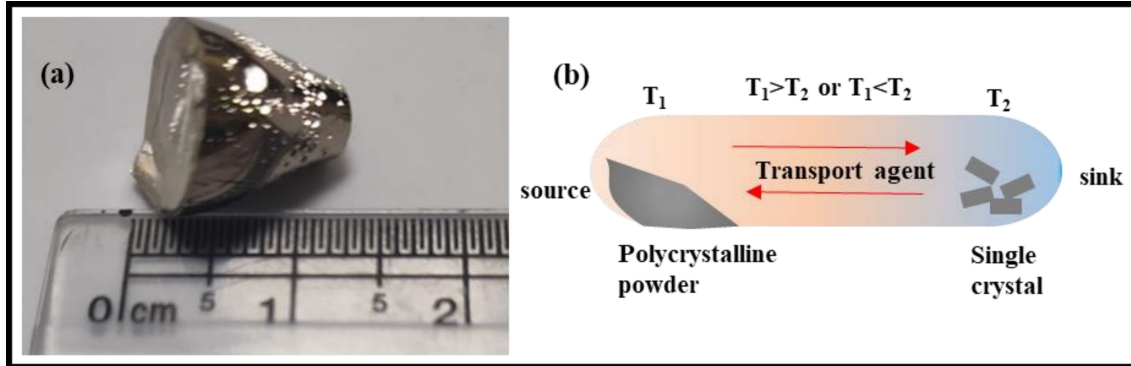 (a)
0 cm 5 1 5 2
(b)
T₁>T₂ or T₁<T₂
T₁
T₂
source
Transport agent
sink
Polycrystalline
powder
Single
crystal